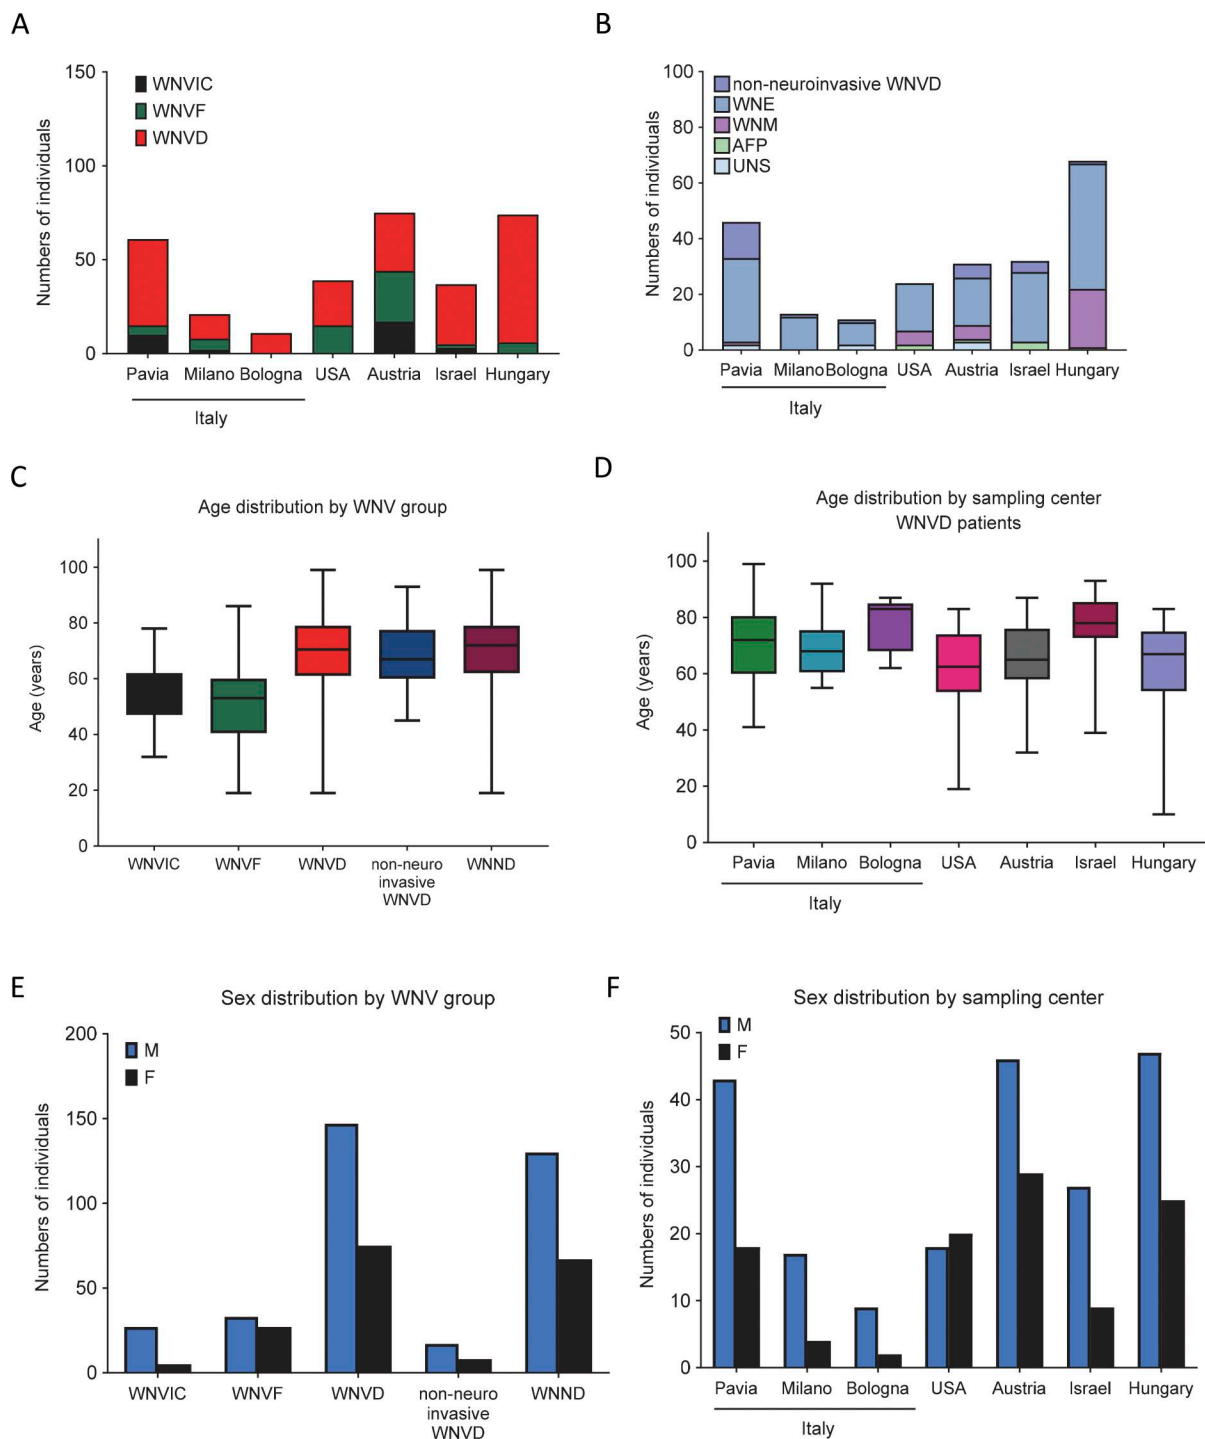 A
Numbers of individuals
150
100
50
0
WNVIC
WNVF
WNVD
Pavia Milano Bologna USA Austria Israel Hungary
Italy
B
Numbers of individuals
100
80
60
40
20
0
non-neuroinvasive WNVD
WNE
WNM
AFP
UNS
Pavia Milano Bologna USA Austria Israel Hungary
Italy
C
Age distribution by WNV group
Age (years)
100
80
60
40
20
0
WNVIC WNVF WNVD non-neuro WNND
invasive
WNVD
D
Age distribution by sampling center
WNVD patients
Age (years)
100
80
60
40
20
0
Pavia Milano Bologna USA Austria Israel Hungary
Italy
E
Sex distribution by WNV group
Numbers of individuals
200
150
100
50
0
M
F
WNVIC WNVF WNVD non-neuro WNND
invasive
WNVD
F
Sex distribution by sampling center
Numbers of individuals
50
40
30
20
10
0
M
F
Pavia Milano Bologna USA Austria Israel Hungary
Italy